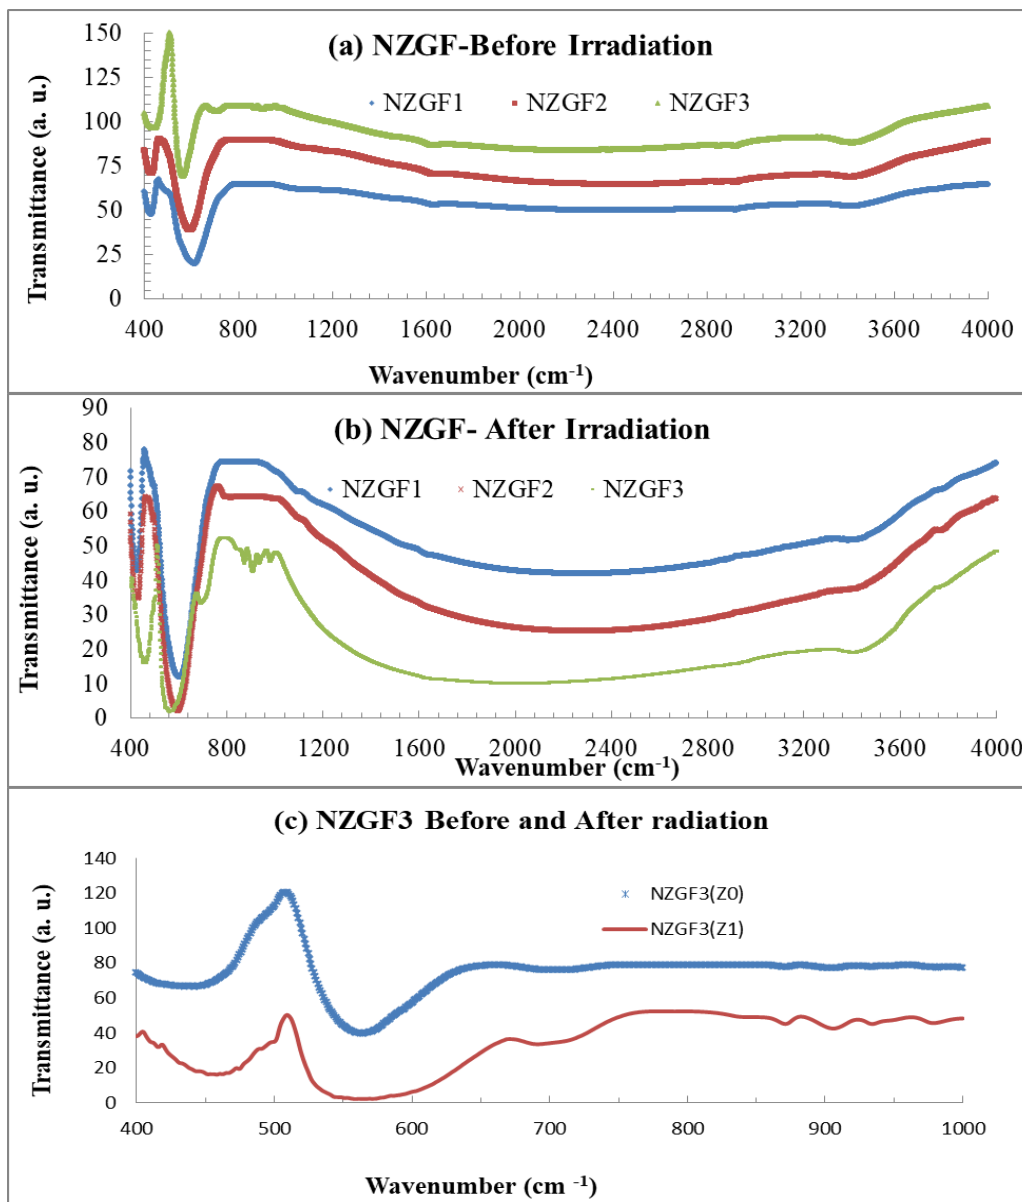 (a) NZGF-Before Irradiation
NZGF1 NZGF2 NZGF3
Transmittance (a. u.)
150
125
100
75
50
25
0
400 800 1200 1600 2000 2400 2800 3200 3600 4000
Wavenumber (cm-1)
(b) NZGF- After Irradiation
NZGF1 NZGF2 NZGF3
Transmittance (a. u.)
90
80
70
60
50
40
30
20
10
0
400 800 1200 1600 2000 2400 2800 3200 3600 4000
Wavenumber (cm-1)
(c) NZGF3 Before and After radiation
NZGF3(Z0)
NZGF3(Z1)
Transmittance (a. u.)
140
120
100
80
60
40
20
0
400 500 600 700 800 900 1000
Wavenumber (cm -1)